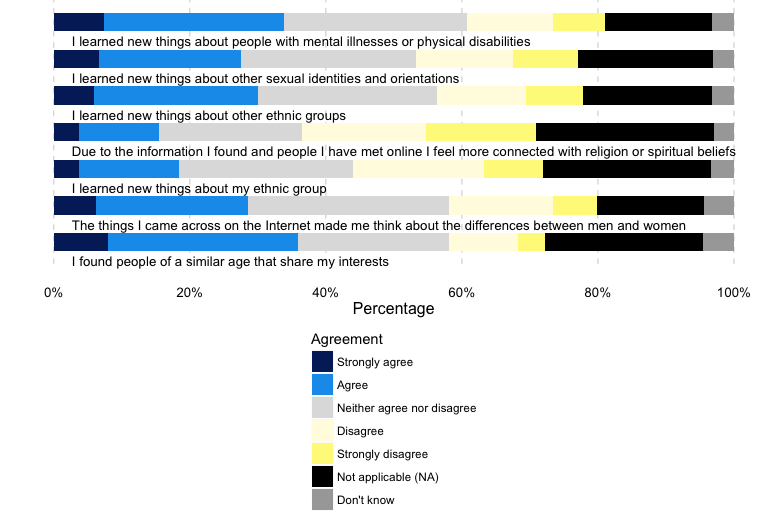 I learned new things about people with mental illnesses or physical disabilities
I learned new things about other sexual identities and orientations
I learned new things about other ethnic groups
Due to the information I found and people I have met online I feel more connected with religion or spiritual beliefs
I learned new things about my ethnic group
The things I came across on the Internet made me think about the differences between men and women
I found people of a similar age that share my interests
0% 20% 40% 60% 80% 100%
Percentage
Agreement
Strongly agree
Agree
Neither agree nor disagree
Disagree
Strongly disagree
Not applicable (NA)
Don't know